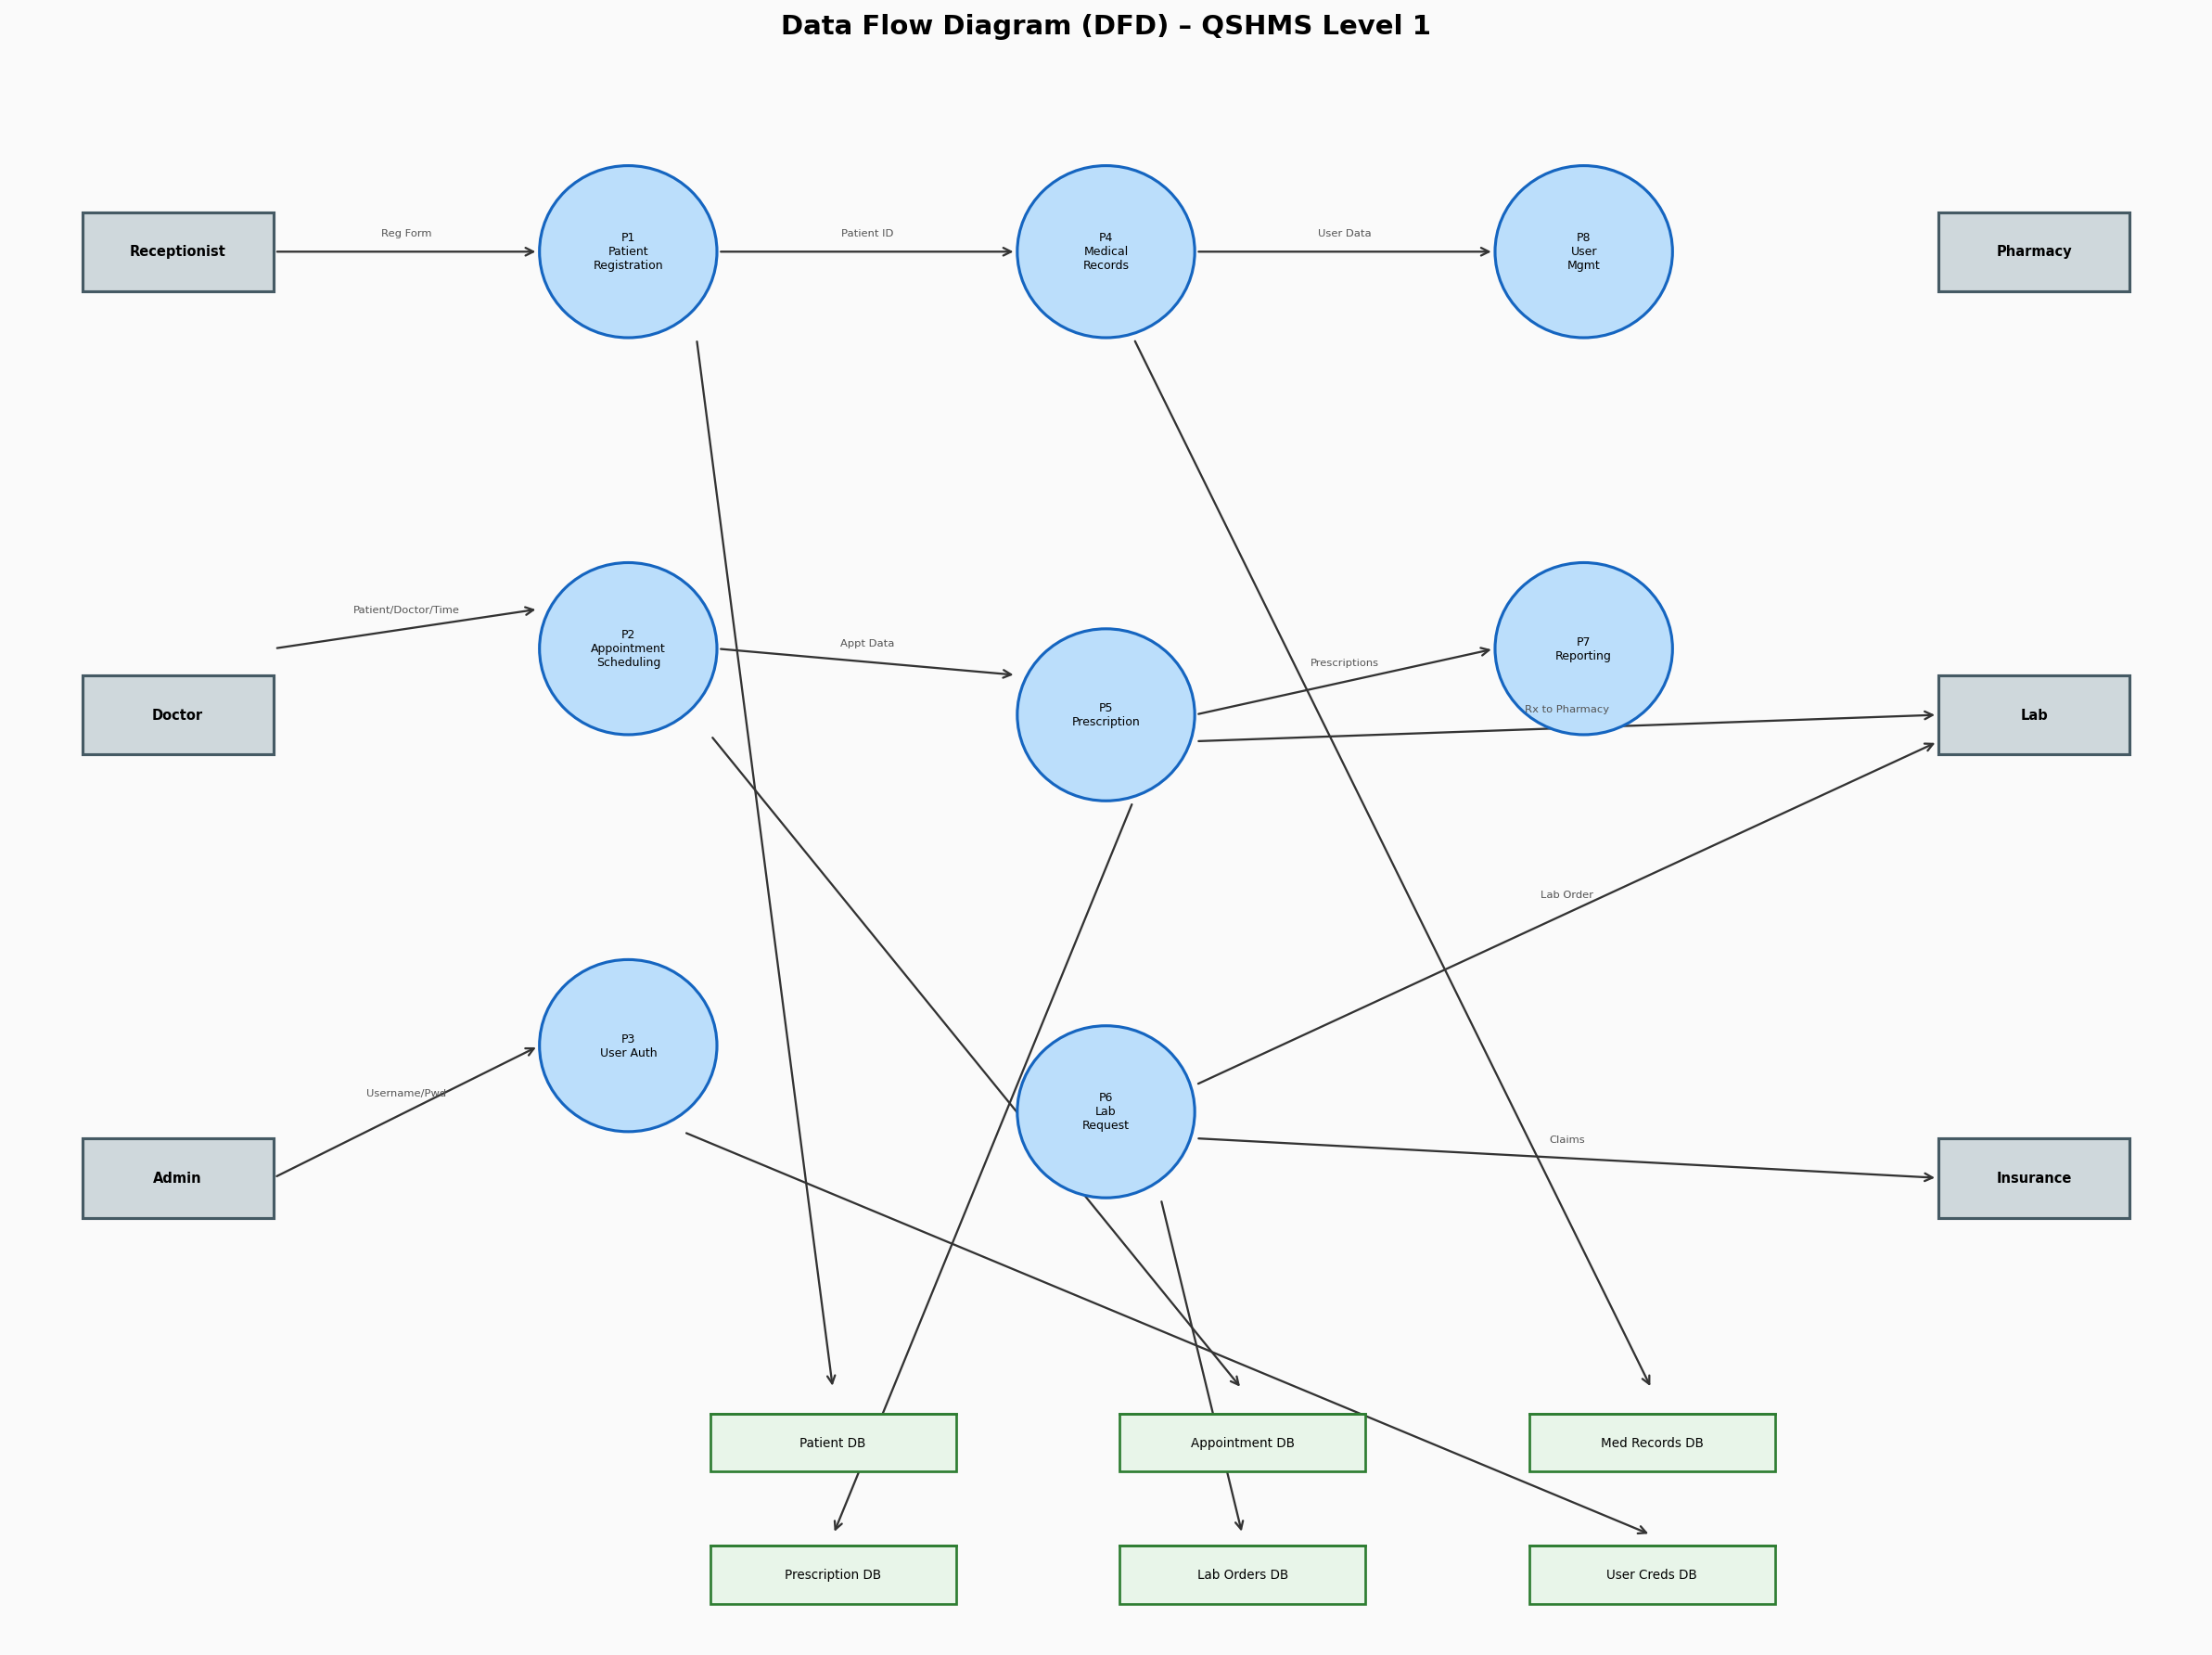 Data Flow Diagram (DFD) – QSHMS Level 1
Receptionist
Reg Form
P1
Patient
Registration
Patient ID
P4
Medical
Records
User Data
P8
User
Mgmt
Pharmacy
Patient/Doctor/Time
P2
Appointment
Scheduling
Appt Data
P5
Prescription
Prescriptions
P7
Reporting
Rx to Pharmacy
Doctor
Lab
Lab Order
P3
User Auth
Username/Pwd
P6
Lab
Request
Claims
Admin
Insurance
Patient DB
Appointment DB
Med Records DB
Prescription DB
Lab Orders DB
User Creds DB